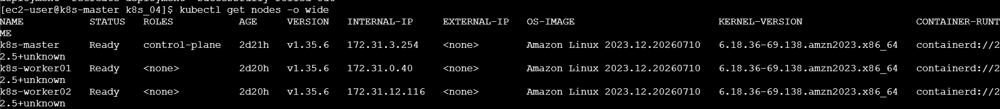 [ec2-user@k8s-master k8s_04]$ kubectl get nodes -o wide
NAME           STATUS   ROLES           AGE     VERSION   INTERNAL-IP     EXTERNAL-IP   OS-IMAGE                        KERNEL-VERSION                    CONTAINER-RUNT
ME
k8s-master     Ready    control-plane   2d21h   v1.35.6   172.31.3.254    <none>        Amazon Linux 2023.12.20260710   6.18.36-69.138.amzn2023.x86_64   containerd://2
2.5+unknown
k8s-worker01   Ready    <none>          2d20h   v1.35.6   172.31.0.40     <none>        Amazon Linux 2023.12.20260710   6.18.36-69.138.amzn2023.x86_64   containerd://2
2.5+unknown
k8s-worker02   Ready    <none>          2d20h   v1.35.6   172.31.12.116   <none>        Amazon Linux 2023.12.20260710   6.18.36-69.138.amzn2023.x86_64   containerd://2
2.5+unknown